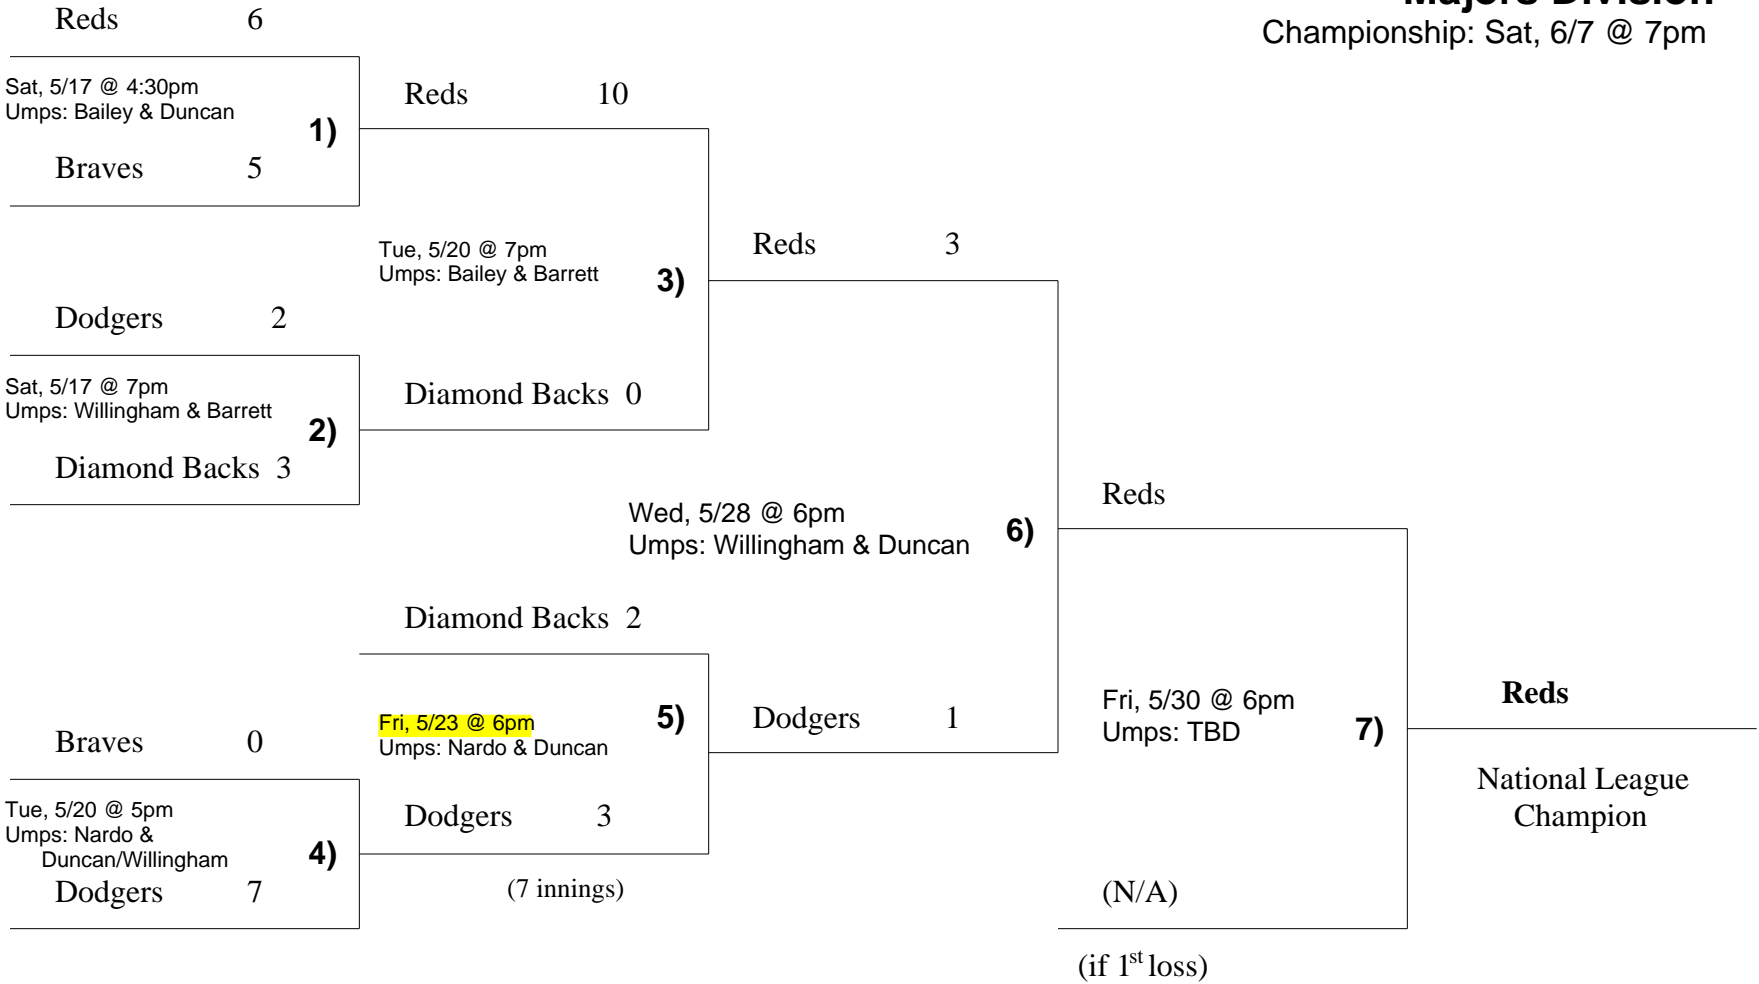 Majors Division
Championship: Sat, 6/7 @ 7pm
Reds 6
Sat, 5/17 @ 4:30pm
Umps: Bailey & Duncan
1)
Braves 5
Reds 10
Tue, 5/20 @ 7pm
Umps: Bailey & Barrett
3)
Reds 3
Dodgers 2
Sat, 5/17 @ 7pm
Umps: Willingham & Barrett
2)
Diamond Backs 3
Diamond Backs 0
Wed, 5/28 @ 6pm
Umps: Willingham & Duncan
6)
Reds
Diamond Backs 2
Fri, 5/23 @ 6pm
Umps: Nardo & Duncan
5)
Dodgers 1
Fri, 5/30 @ 6pm
Umps: TBD
7)
Reds
National League
Champion
Braves 0
Tue, 5/20 @ 5pm
Umps: Nardo &
Duncan/Willingham
4)
Dodgers 7
Dodgers 3
(7 innings)
(N/A)
(if 1st loss)